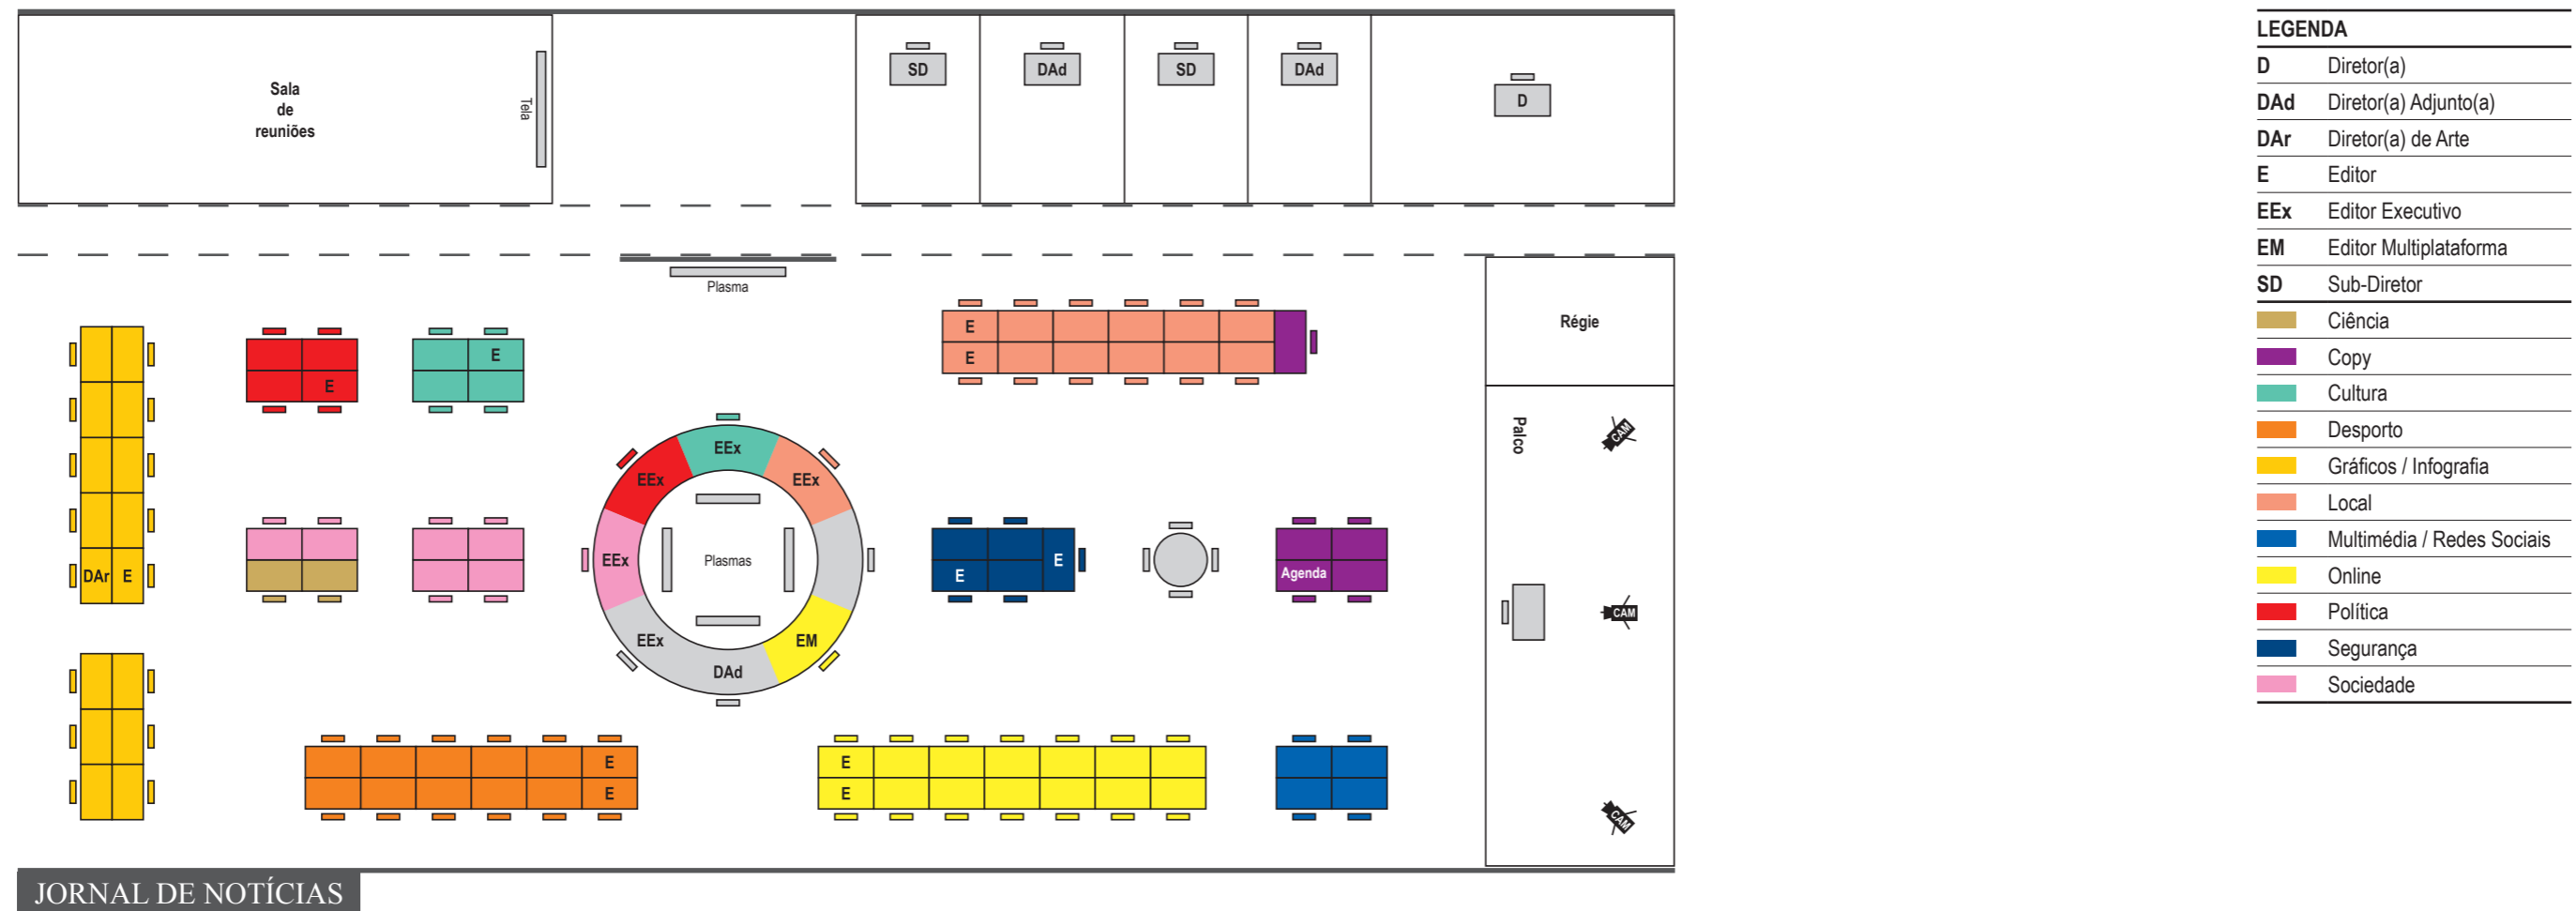 Sala
de
reuniões
Tela
SD
DAd
SD
DAd
D
Plasma
E
E
E
E
Régie
Palco
CAM
EEx
EEx
EEx
EEx
EEx
DAd
EM
Plasmas
DAr
E
E
E
Agenda
CAM
E
E
E
E
CAM
JORNAL DE NOTÍCIAS
LEGENDA
D Diretor(a)
DAd Diretor(a) Adjunto(a)
DAr Diretor(a) de Arte
E Editor
EEx Editor Executivo
EM Editor Multiplataforma
SD Sub-Diretor
Ciência
Copy
Cultura
Desporto
Gráficos / Infografia
Local
Multimédia / Redes Sociais
Online
Política
Segurança
Sociedade